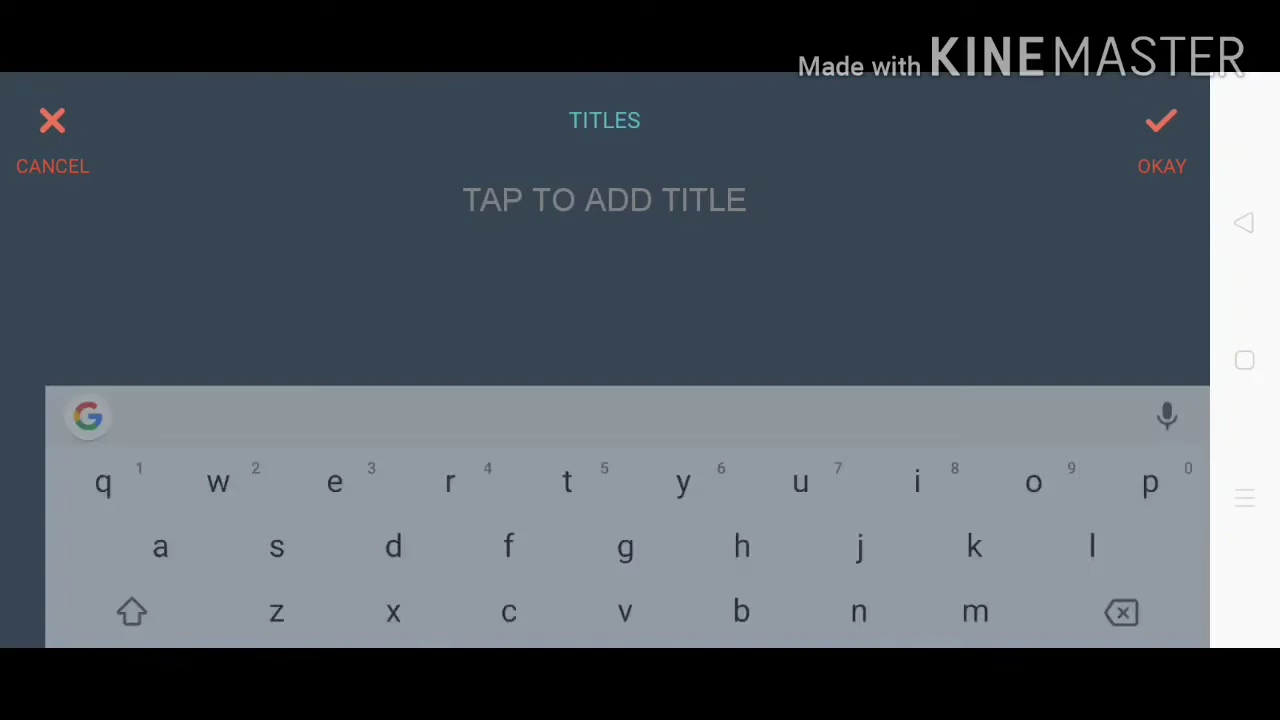 Made with KINEMASTER
TITLES
CANCEL
OKAY
TAP TO ADD TITLE
G
q 1 w 2 e 3 r 4 t 5 y 6 u 7 i 8 o 9 p 0
a s d f g h j k l
z x c v b n m